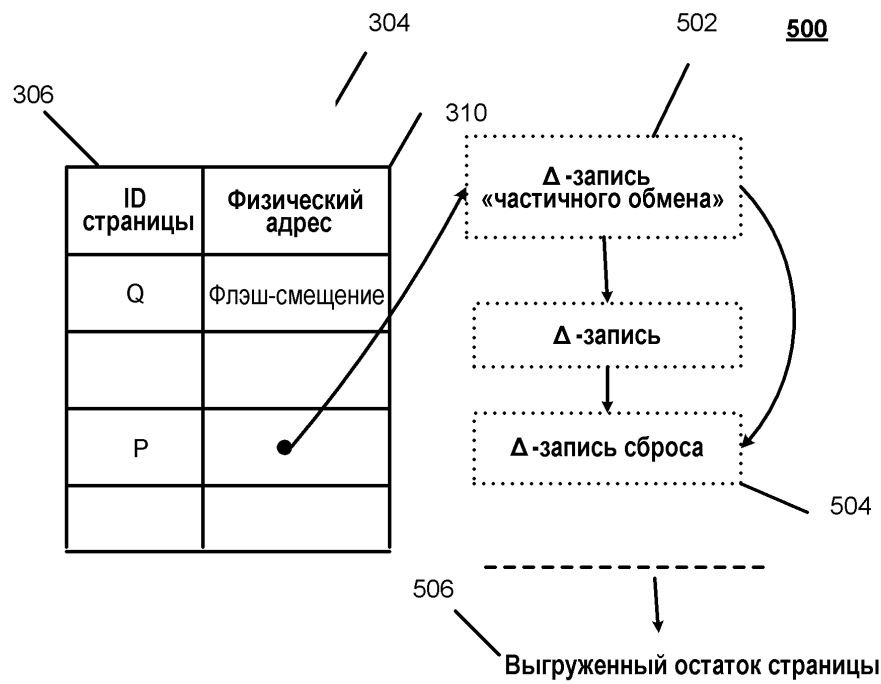 304
502
500
306
310
ID
страницы
Физический
адрес
Δ-запись
«частичного обмена»
Q
Флэш-смещение
Δ-запись
P
Δ-запись сброса
504
506
Выгруженный остаток страницы